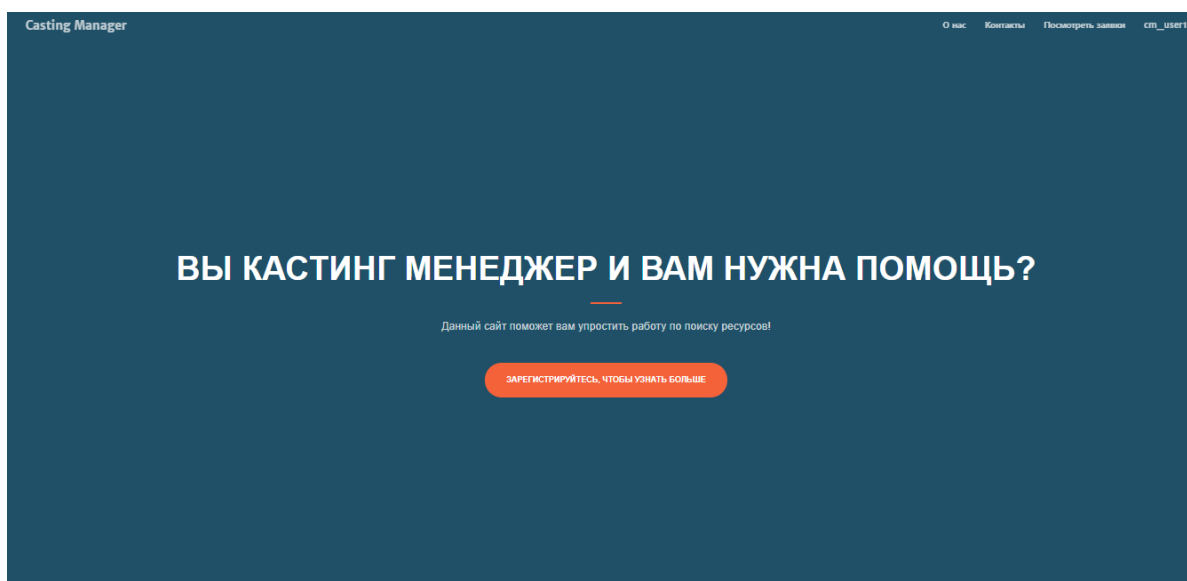 Casting Manager
О нас Контакты Посмотреть заявки cm_user1
ВЫ КАСТИНГ МЕНЕДЖЕР И ВАМ НУЖНА ПОМОЩЬ?
Данный сайт поможет вам упростить работу по поиску ресурсов!
ЗАРЕГИСТРИРУЙТЕСЬ, ЧТОБЫ УЗНАТЬ БОЛЬШЕ